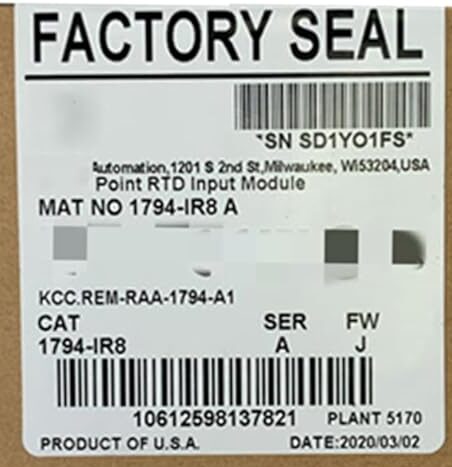 FACTORY SEAL
*SN SD1YO1FS*
Automation,1201 S 2nd St,Milwaukee, WI53204,USA
Point RTD Input Module
MAT NO 1794-IR8 A
KCC.REM-RAA-1794-A1
CAT SER FW
1794-IR8 A J
10612598137821 PLANT 5170
PRODUCT OF U.S.A. DATE:2020/03/02